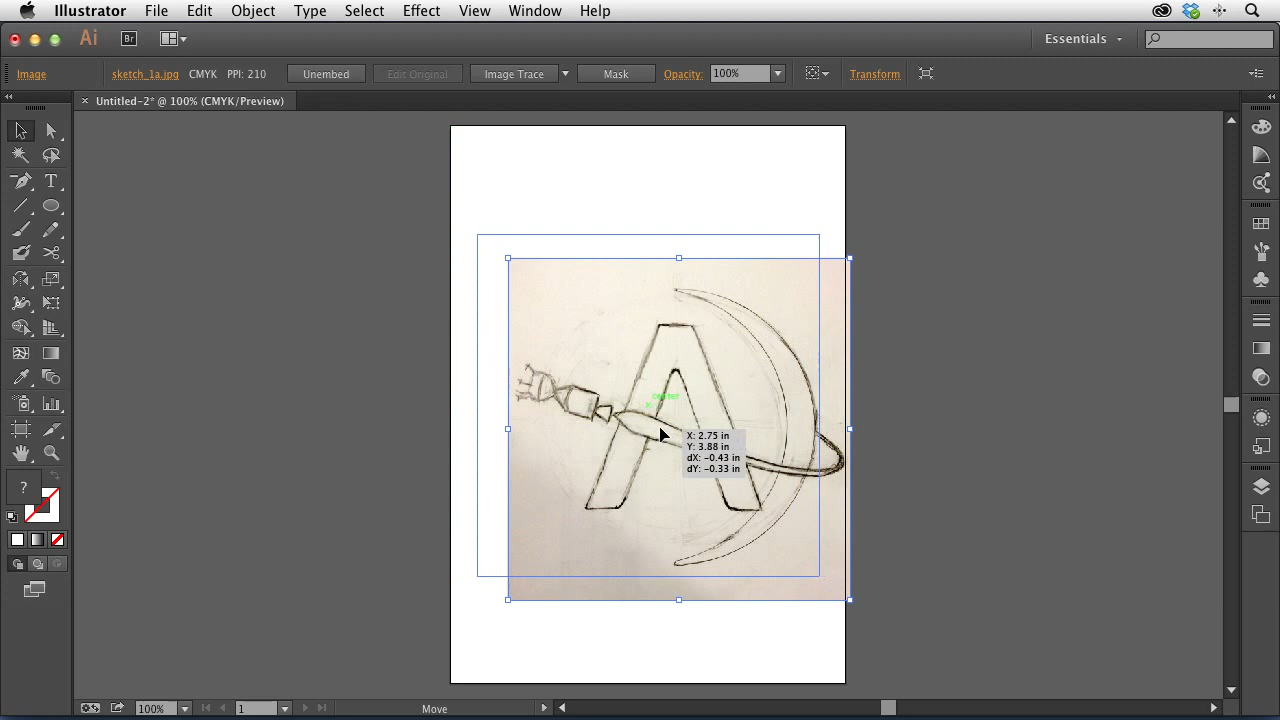 Illustrator File Edit Object Type Select Effect View Window Help
Ai Br Essentials
Image sketch_1a.jpg CMYK PPI: 210 Unembed Edit Original Image Trace Mask Opacity: 100% Transform
× Untitled-2* @ 100% (CMYK/Preview)
T
A
X: 2.75 in
Y: 3.88 in
dX: -0.43 in
dY: -0.33 in
?
100% 1 Move